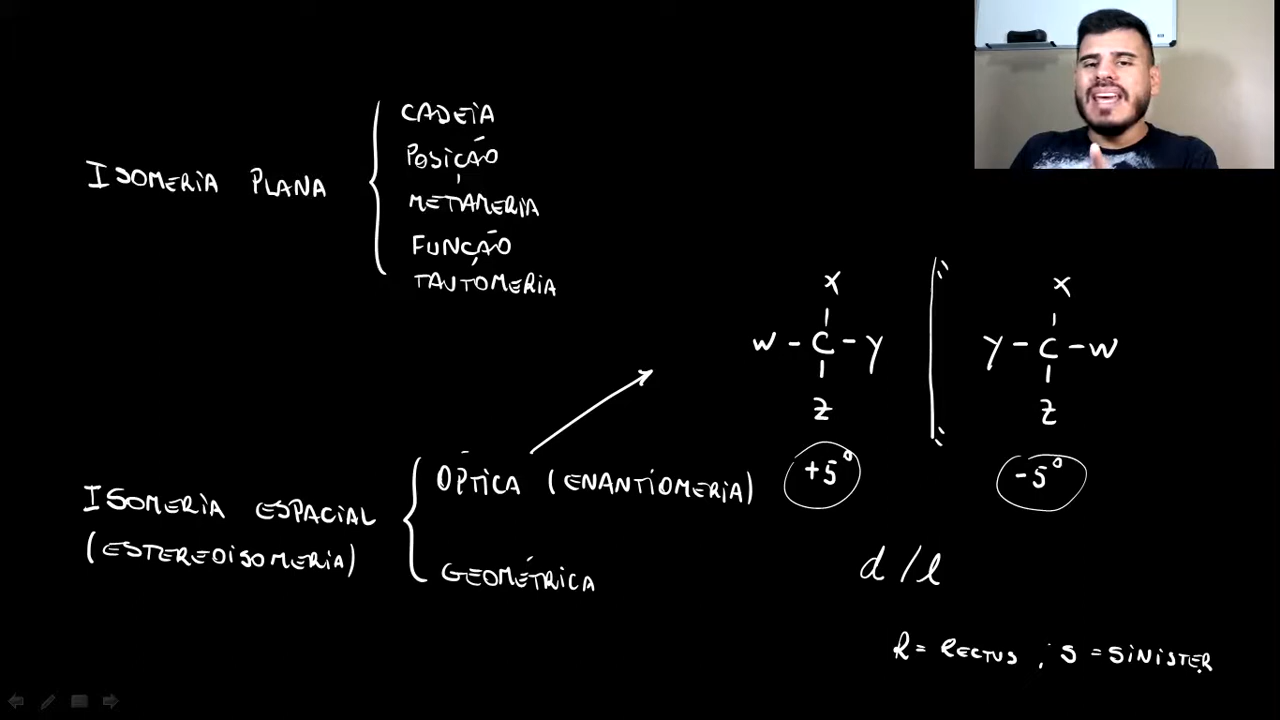 ISOMERIA PLANA
CADEIA
POSIÇÃO
METAMERIA
FUNÇÃO
TAUTOMERIA
ISOMERIA ESPACIAL
(ESTEREOISOMERIA)
ÓPTICA (ENANTIOMERIA)
GEOMÉTRICA
X
W - C - Y
Z
+5°
X
Y - C - W
Z
-5°
d/l
R = RECTUS ; S = SINISTER